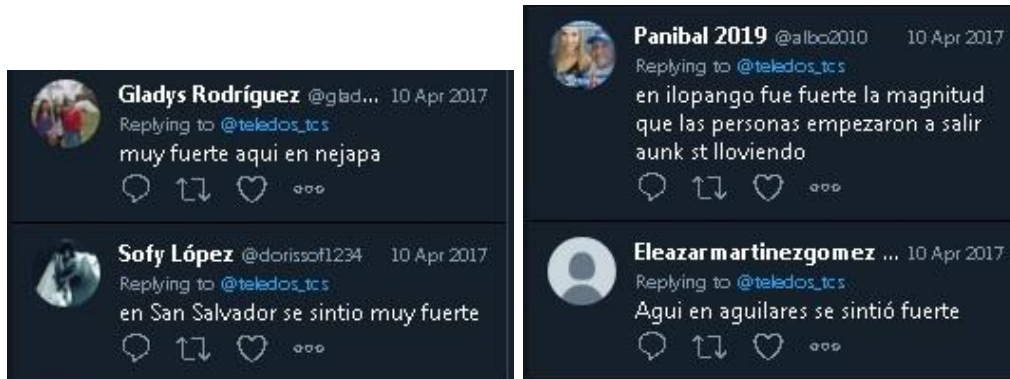 Gladys Rodríguez @glad... 10 Apr 2017
Replying to @teledos_tcs
muy fuerte aqui en nejapa
Sofy López @dorissof1234 10 Apr 2017
Replying to @teledos_tcs
en San Salvador se sintio muy fuerte
Panibal 2019 @albo2010 10 Apr 2017
Replying to @teledos_tcs
en ilopango fue fuerte la magnitud
que las personas empezaron a salir
aunk st lloviendo
Eleazarmartinezgomez ... 10 Apr 2017
Replying to @teledos_tcs
Aqui en aguilares se sintió fuerte